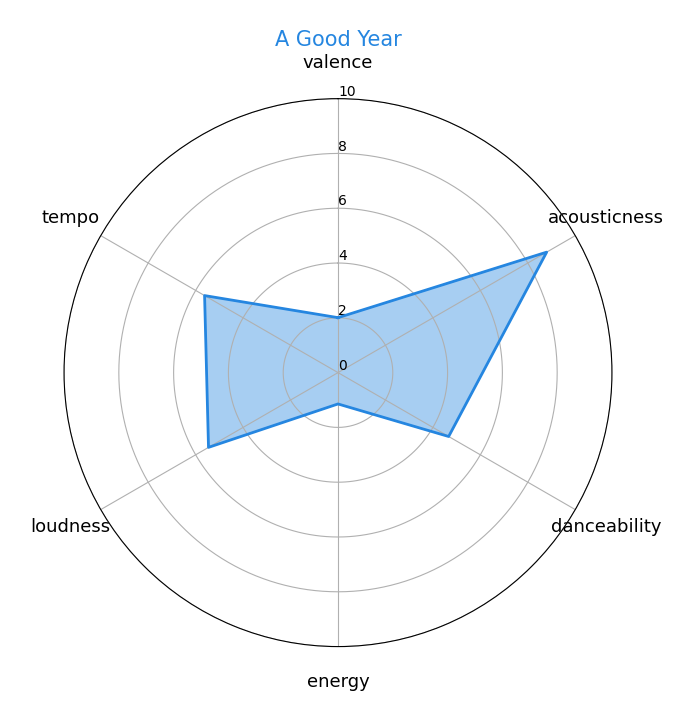 A Good Year
valence
10
8
tempo
6
acousticness
4
2
0
loudness
danceability
energy